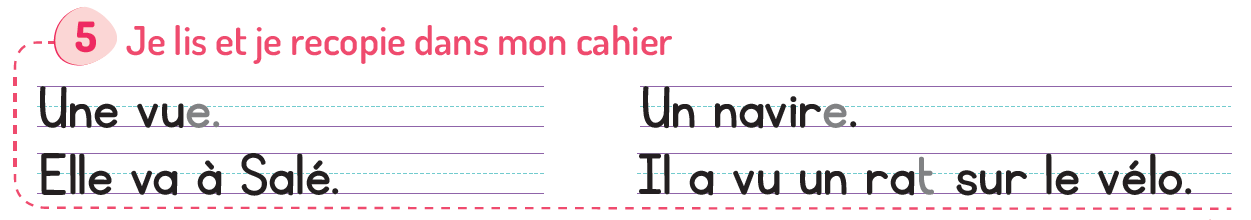 5 Je lis et je recopie dans mon cahier
Une vue.
Un navire.
Elle va à Salé.
Il a vu un rat sur le vélo.